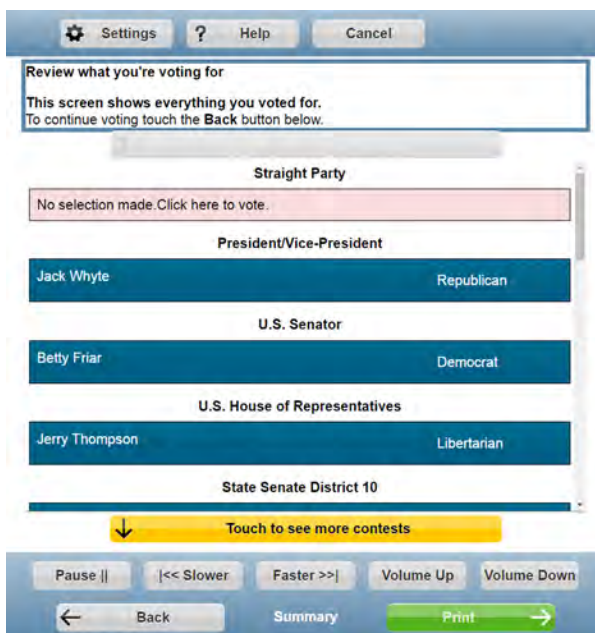 Settings ? Help Cancel
Review what you're voting for
This screen shows everything you voted for.
To continue voting touch the Back button below.
Straight Party
No selection made.Click here to vote.
President/Vice-President
Jack Whyte Republican
U.S. Senator
Betty Friar Democrat
U.S. House of Representatives
Jerry Thompson Libertarian
State Senate District 10
Touch to see more contests
Pause || |<< Slower Faster >>| Volume Up Volume Down
Back Summary Print